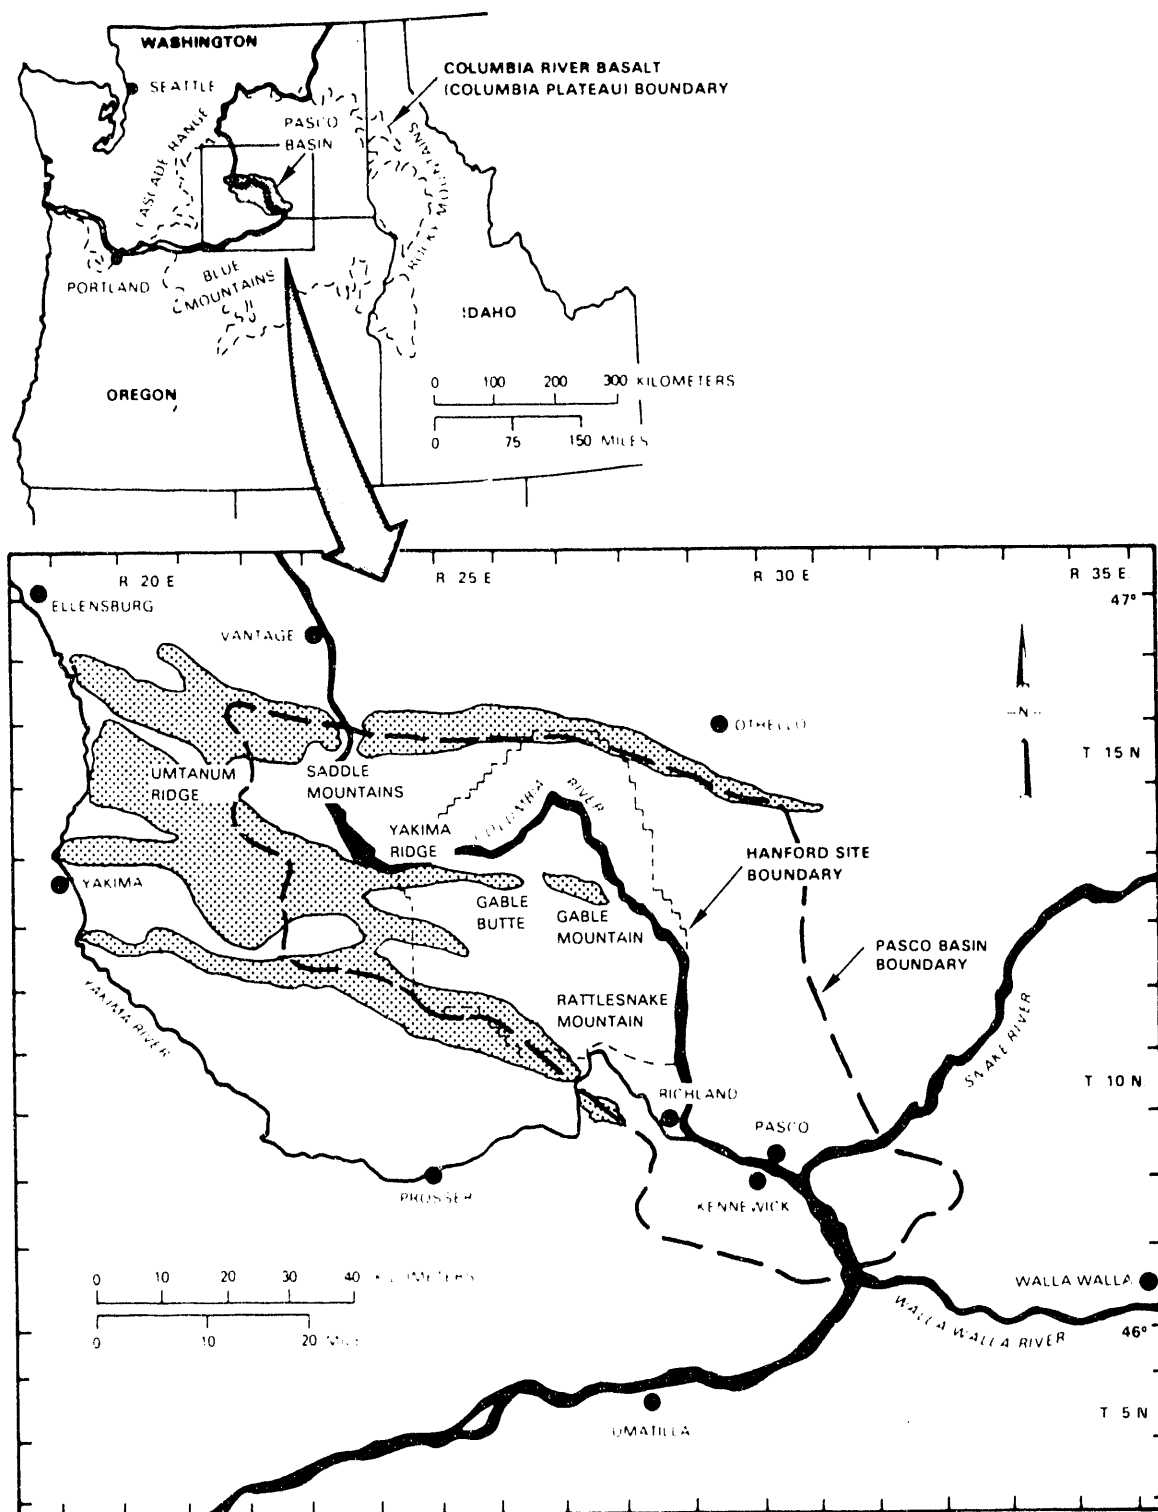 WASHINGTON
SEATTLE
CASCADE RANGE
PASCO
BASIN
COLUMBIA RIVER BASALT
(COLUMBIA PLATEAU) BOUNDARY
ROCKY MOUNTAINS
PORTLAND
BLUE
MOUNTAINS
IDAHO
OREGON
0 100 200 300 KILOMETERS
0 75 150 MILES
R 20 E
R 25 E
R 30 E
R 35 E
47°
ELLENSBURG
VANTAGE
N
OTHELLO
T 15 N
UMTANUM
RIDGE
SADDLE
MOUNTAINS
COLUMBIA RIVER
YAKIMA
RIDGE
HANFORD SITE
BOUNDARY
YAKIMA
GABLE
BUTTE
GABLE
MOUNTAIN
PASCO BASIN
BOUNDARY
YAKIMA RIVER
RATTLESNAKE
MOUNTAIN
SNAKE RIVER
T 10 N
RICHLAND
PASCO
PROSSER
KENNEWICK
0 10 20 30 40 KILOMETERS
0 10 20
WALLA WALLA
WALLA WALLA RIVER
46°
T 5 N
UMATILLA